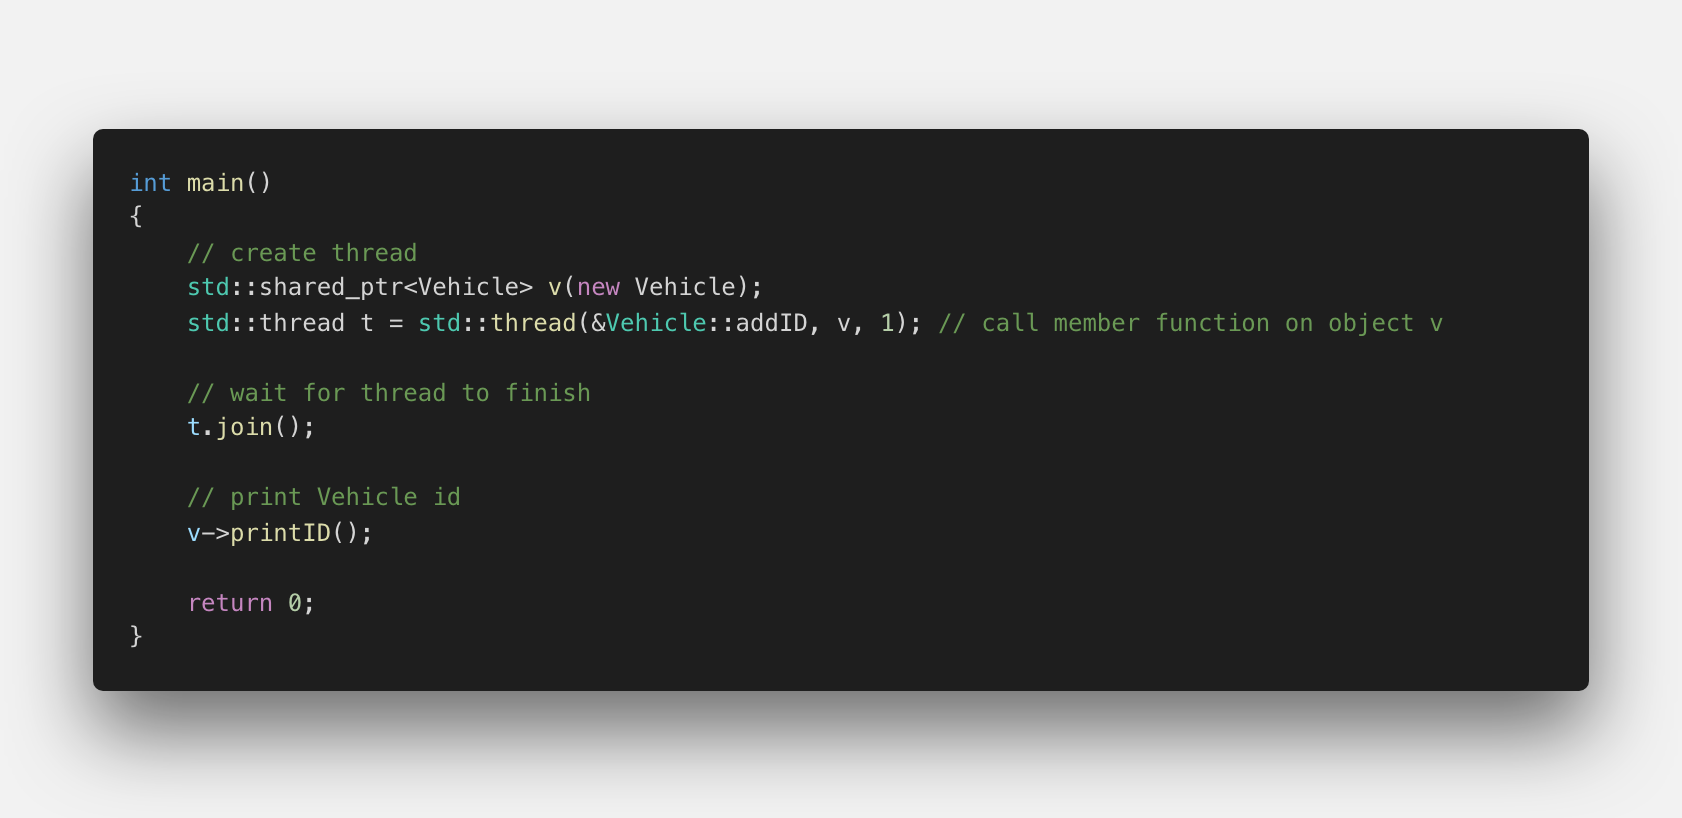 int main()
{
    // create thread
    std::shared_ptr<Vehicle> v(new Vehicle);
    std::thread t = std::thread(&Vehicle::addID, v, 1); // call member function on object v

    // wait for thread to finish
    t.join();

    // print Vehicle id
    v->printID();

    return 0;
}